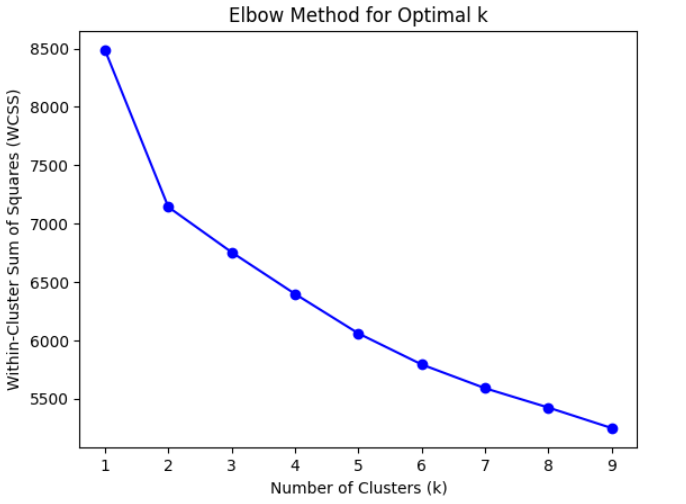 Elbow Method for Optimal k
Within-Cluster Sum of Squares (WCSS)
8500
8000
7500
7000
6500
6000
5500
1 2 3 4 5 6 7 8 9
Number of Clusters (k)